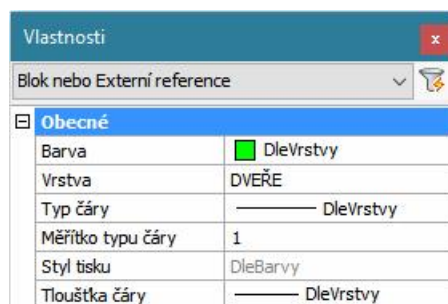 Vlastnosti x
Blok nebo Externí reference
Obecné
Barva DleVrstvy
Vrstva DVEŘE
Typ čáry DleVrstvy
Měřítko typu čáry 1
Styl tisku DleBarvy
Tloušťka čáry DleVrstvy